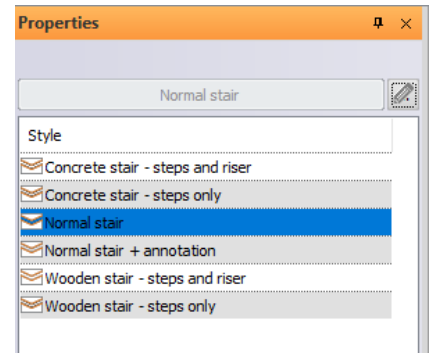 Properties
Normal stair
Style
Concrete stair - steps and riser
Concrete stair - steps only
Normal stair
Normal stair + annotation
Wooden stair - steps and riser
Wooden stair - steps only